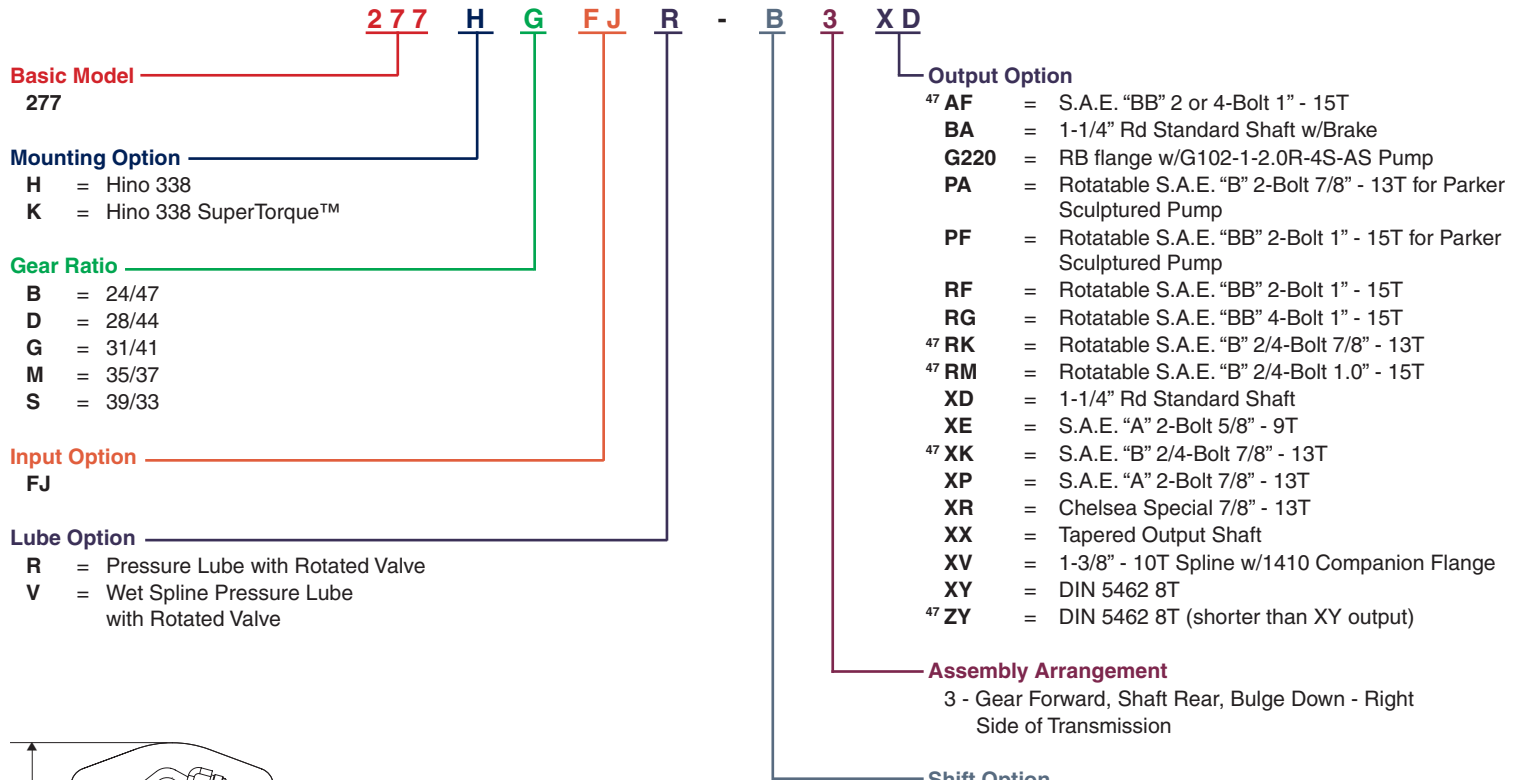 277 H G FJ R - B 3 XD
Basic Model
277
Mounting Option
H = Hino 338
K = Hino 338 SuperTorque™
Gear Ratio
B = 24/47
D = 28/44
G = 31/41
M = 35/37
S = 39/33
Input Option
FJ
Lube Option
R = Pressure Lube with Rotated Valve
V = Wet Spline Pressure Lube
with Rotated Valve
Output Option
47 AF = S.A.E. “BB” 2 or 4-Bolt 1” - 15T
BA = 1-1/4” Rd Standard Shaft w/Brake
G220 = RB flange w/G102-1-2.0R-4S-AS Pump
PA = Rotatable S.A.E. “B” 2-Bolt 7/8” - 13T for Parker
Sculptured Pump
PF = Rotatable S.A.E. “BB” 2-Bolt 1” - 15T for Parker
Sculptured Pump
RF = Rotatable S.A.E. “BB” 2-Bolt 1” - 15T
RG = Rotatable S.A.E. “BB” 4-Bolt 1” - 15T
47 RK = Rotatable S.A.E. “B” 2/4-Bolt 7/8” - 13T
47 RM = Rotatable S.A.E. “B” 2/4-Bolt 1.0” - 15T
XD = 1-1/4” Rd Standard Shaft
XE = S.A.E. “A” 2-Bolt 5/8” - 9T
47 XK = S.A.E. “B” 2/4-Bolt 7/8” - 13T
XP = S.A.E. “A” 2-Bolt 7/8” - 13T
XR = Chelsea Special 7/8” - 13T
XX = Tapered Output Shaft
XV = 1-3/8” - 10T Spline w/1410 Companion Flange
XY = DIN 5462 8T
47 ZY = DIN 5462 8T (shorter than XY output)
Assembly Arrangement
3 - Gear Forward, Shaft Rear, Bulge Down - Right
Side of Transmission
Shift Option